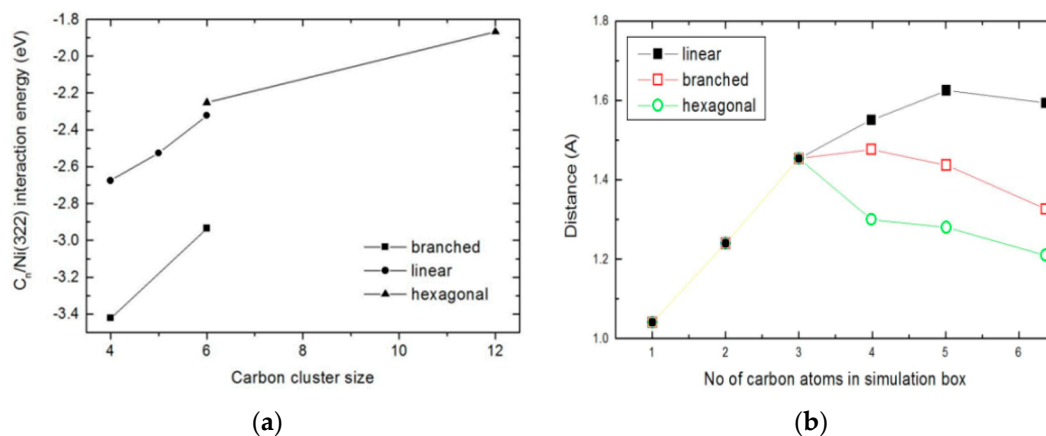 -1.8
-2.0
-2.2
-2.4
-2.6
-2.8
-3.0
-3.2
-3.4
Cn/Ni(322) interaction energy (eV)
branched
linear
hexagonal
4 6 8 10 12
Carbon cluster size
(a)
1.8
1.6
1.4
1.2
1.0
Distance (A)
linear
branched
hexagonal
1 2 3 4 5 6
No of carbon atoms in simulation box
(b)